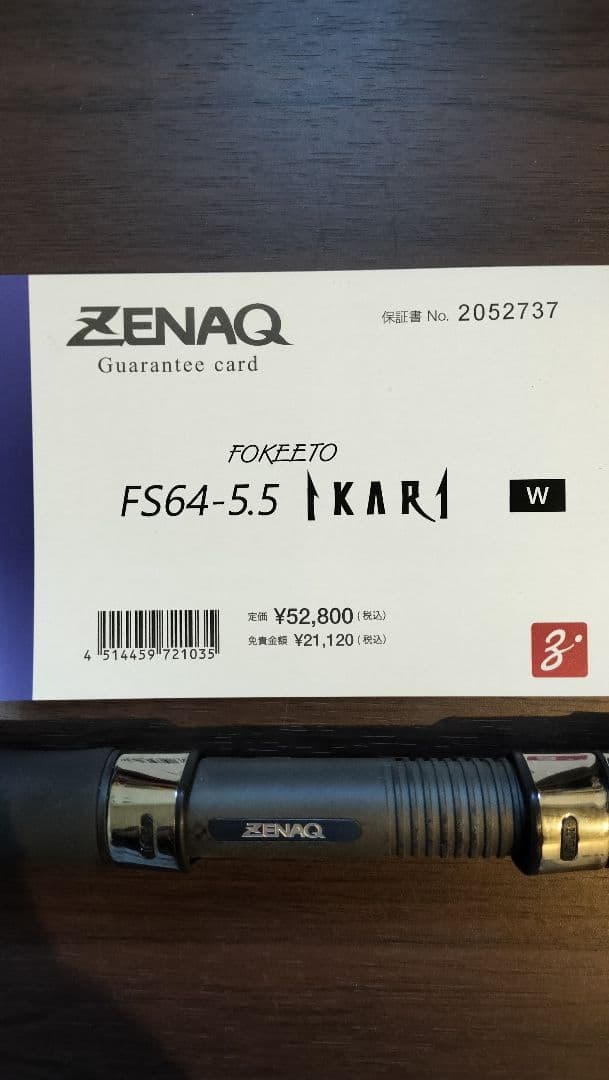 ZENAQ
Guarantee card
保証書 No. 2052737
FOKEETO
FS64-5.5 IKARI W
定価 ¥52,800(税込)
免責金額 ¥21,120(税込)
4 514459 721035
ZENAQ